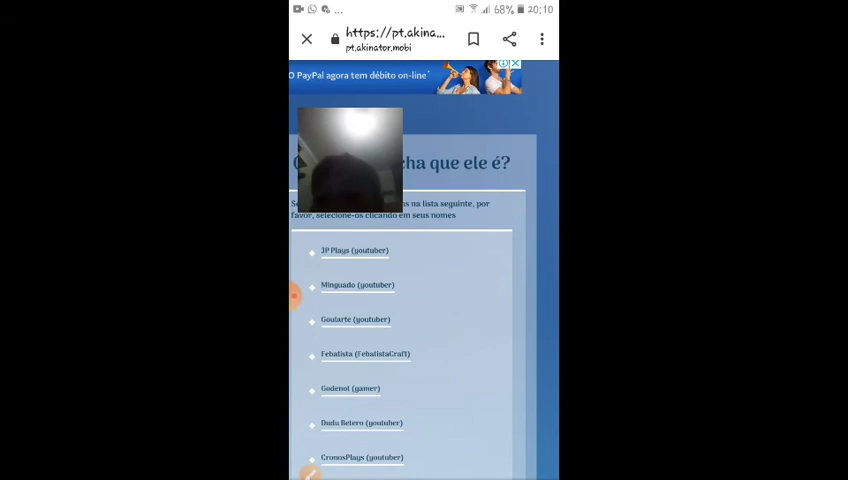 ... 68% 20:10
https://pt.akina...
pt.akinator.mobi
O PayPal agora tem débito on-line*
cha que ele é?
ns na lista seguinte, por
favor, selecione-os clicando em seus nomes
JP Plays (youtuber)
Minguado (youtuber)
Goularte (youtuber)
Febatista (FebatistaCraft)
Godenot (gamer)
Dudu Betero (youtuber)
CronosPlays (youtuber)